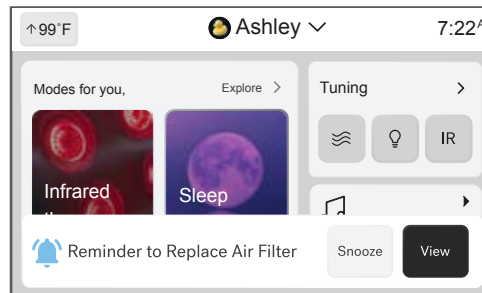 ↑99°F
Ashley
7:22
Modes for you,
Explore >
Tuning >
IR
Infrared
Sleep
Reminder to Replace Air Filter
Snooze
View